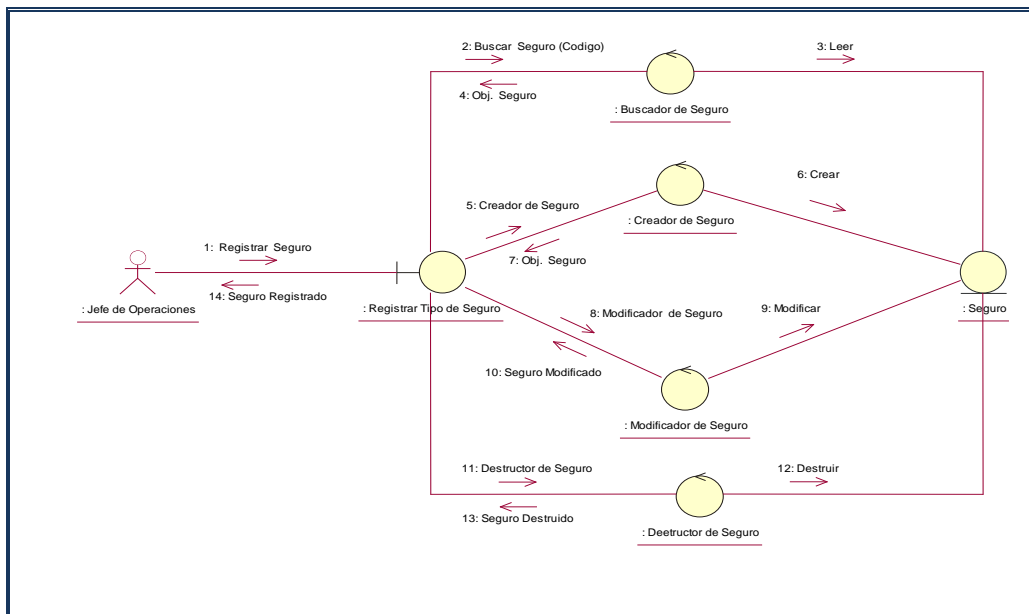 2: Buscar Seguro (Codigo)
3: Leer
4: Obj. Seguro
: Buscador de Seguro
6: Crear
5: Creador de Seguro
: Creador de Seguro
7: Obj. Seguro
1: Registrar Seguro
14: Seguro Registrado
: Jefe de Operaciones
: Registrar Tipo de Seguro
: Seguro
8: Modificador de Seguro
9: Modificar
10: Seguro Modificado
: Modificador de Seguro
11: Destructor de Seguro
12: Destruir
13: Seguro Destruido
: Deetructor de Seguro